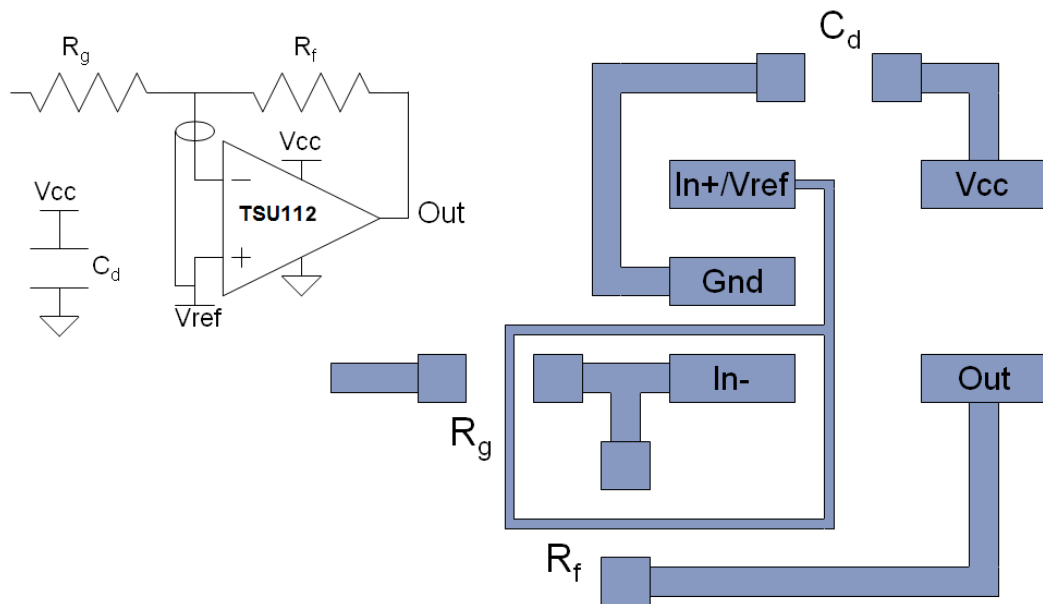 Rg
Rf
Vcc
TSU112
Out
Vcc
Cd
Vref
Cd
In+/Vref
Vcc
Gnd
In-
Out
Rg
Rf